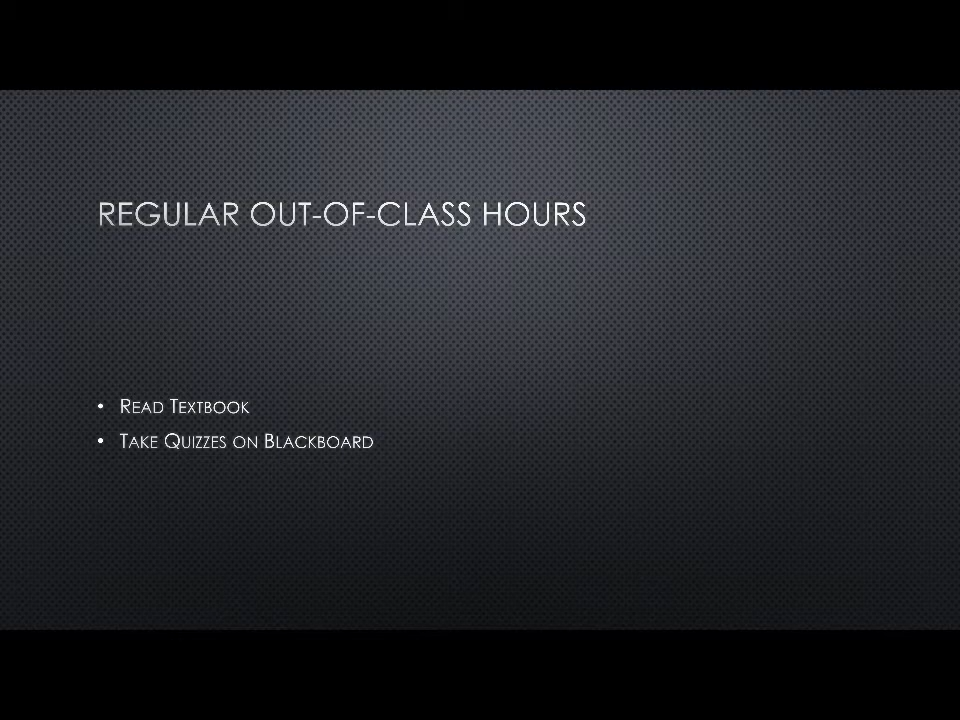 REGULAR OUT-OF-CLASS HOURS
• READ TEXTBOOK
• TAKE QUIZZES ON BLACKBOARD